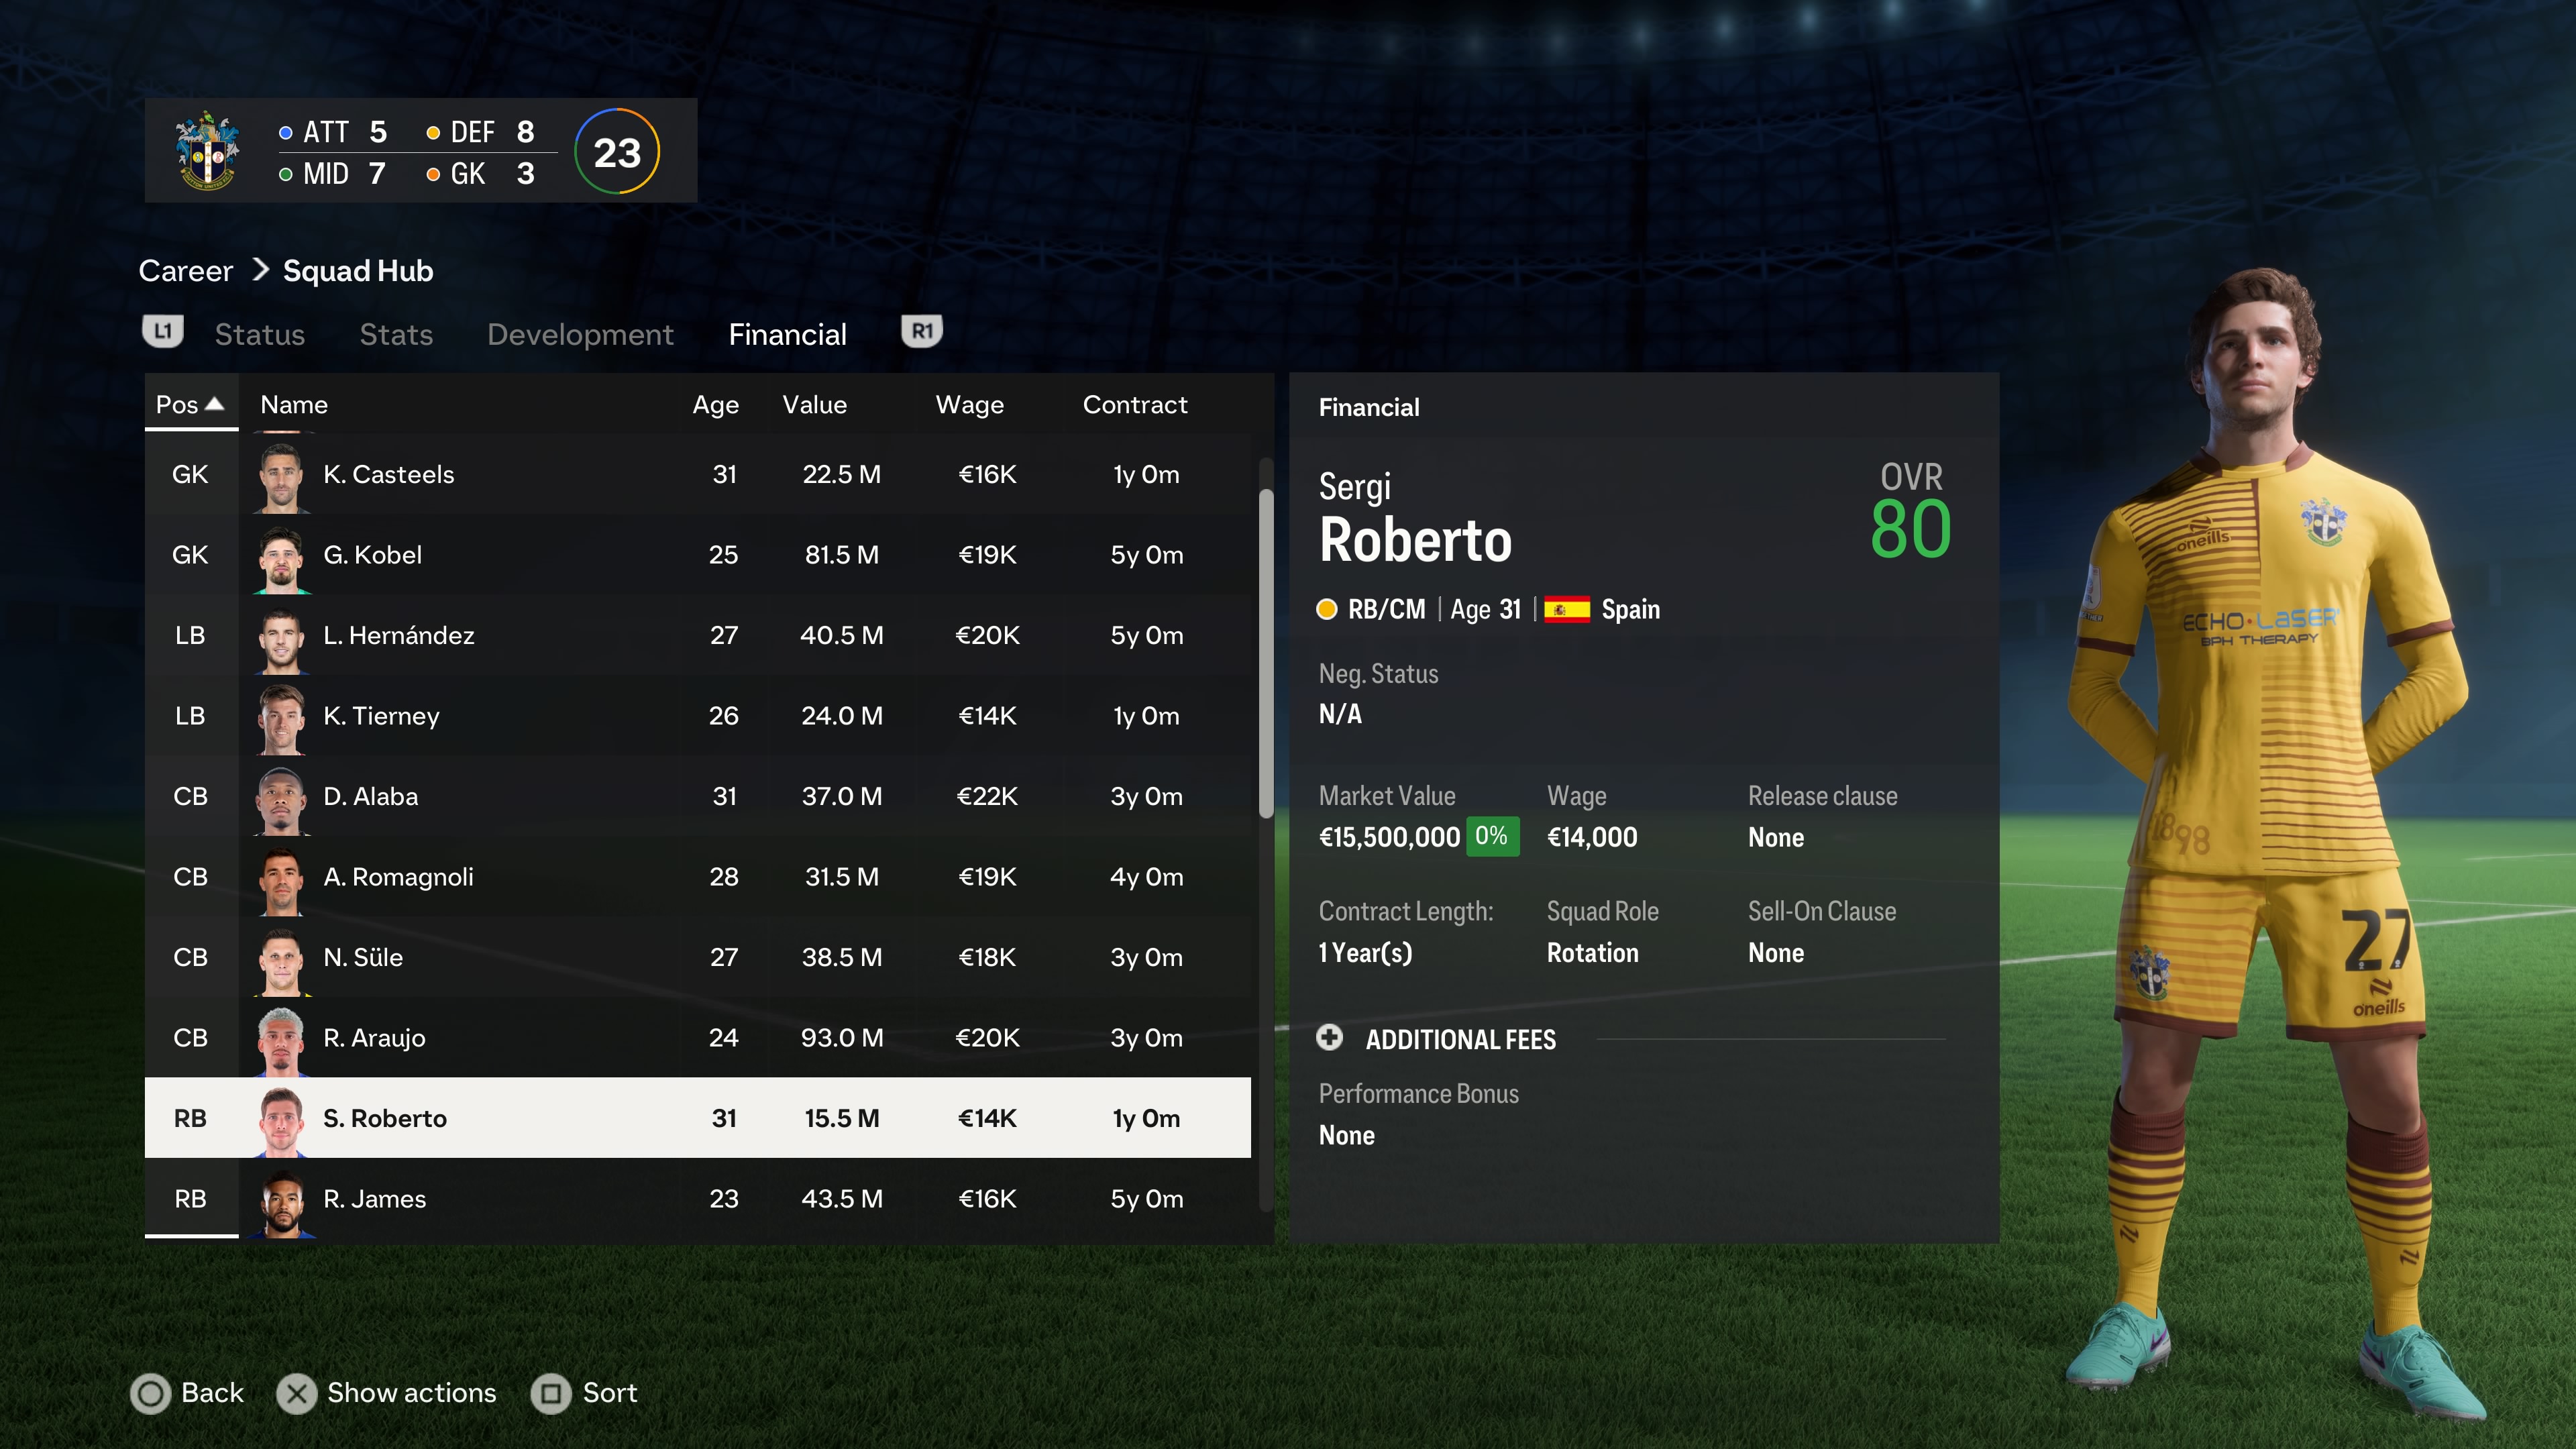 ATT 5 DEF 8
MID 7 GK 3
23
Career > Squad Hub
L1 Status Stats Development Financial R1
Pos Name Age Value Wage Contract
GK K. Casteels 31 22.5 M €16K 1y 0m
GK G. Kobel 25 81.5 M €19K 5y 0m
LB L. Hernández 27 40.5 M €20K 5y 0m
LB K. Tierney 26 24.0 M €14K 1y 0m
CB D. Alaba 31 37.0 M €22K 3y 0m
CB A. Romagnoli 28 31.5 M €19K 4y 0m
CB N. Süle 27 38.5 M €18K 3y 0m
CB R. Araujo 24 93.0 M €20K 3y 0m
RB S. Roberto 31 15.5 M €14K 1y 0m
RB R. James 23 43.5 M €16K 5y 0m
Financial
Sergi
Roberto
OVR
80
RB/CM | Age 31 | Spain
Neg. Status
N/A
Market Value Wage Release clause
€15,500,000 0% €14,000 None
Contract Length: Squad Role Sell-On Clause
1 Year(s) Rotation None
ADDITIONAL FEES
Performance Bonus
None
oneills
ECHO·LASER
BPH THERAPY
1898
27
oneills
Back Show actions Sort